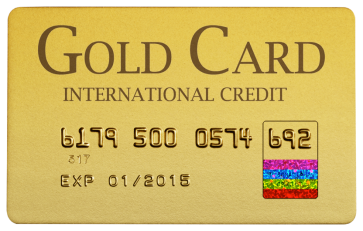 GOLD CARD
INTERNATIONAL CREDIT
6179 500 0574 692
317
EXP 01/2015